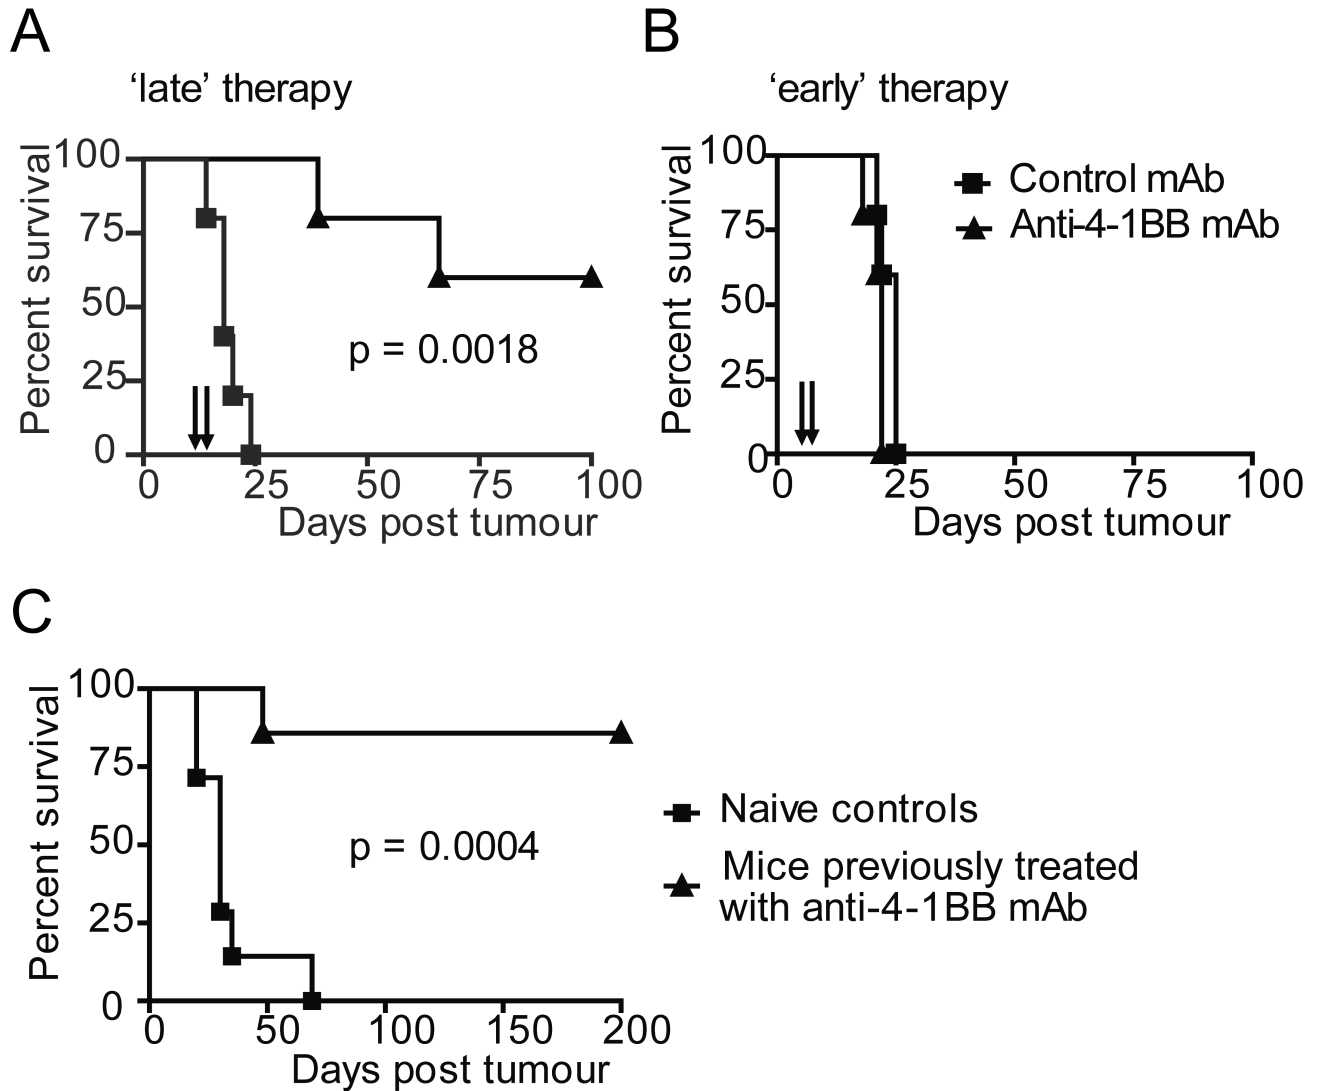 A
‘late’ therapy
Percent survival
100
75
50
25
0
p = 0.0018
0 25 50 75 100
Days post tumour
B
‘early’ therapy
Percent survival
100
75
50
25
0
Control mAb
Anti-4-1BB mAb
0 25 50 75 100
Days post tumour
C
Percent survival
100
75
50
25
0
p = 0.0004
0 50 100 150 200
Days post tumour
Naive controls
Mice previously treated
with anti-4-1BB mAb